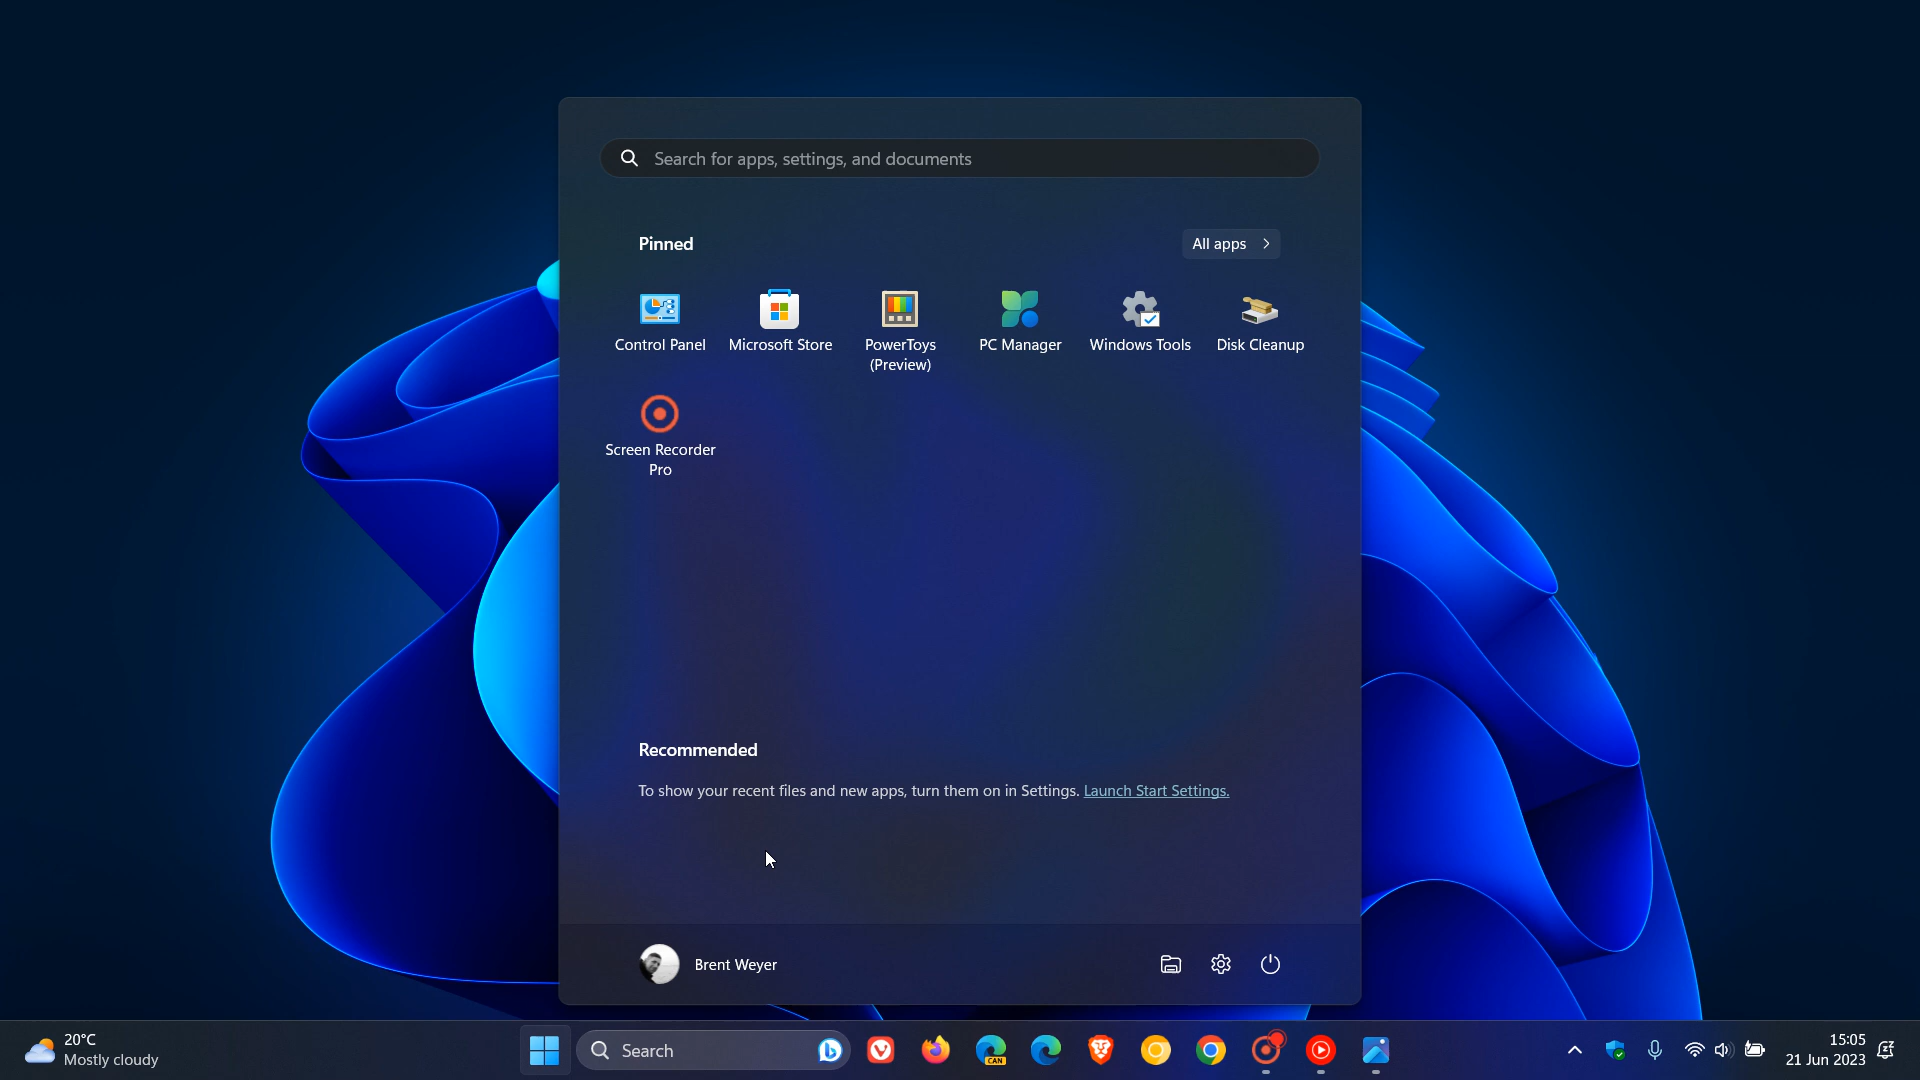 Search for apps, settings, and documents
Pinned
All apps
Control Panel
Microsoft Store
PowerToys
(Preview)
PC Manager
Windows Tools
Disk Cleanup
Screen Recorder
Pro
Recommended
To show your recent files and new apps, turn them on in Settings. Launch Start Settings.
Brent Weyer
20°C
Mostly cloudy
Search
CAN
15:05
21 Jun 2023